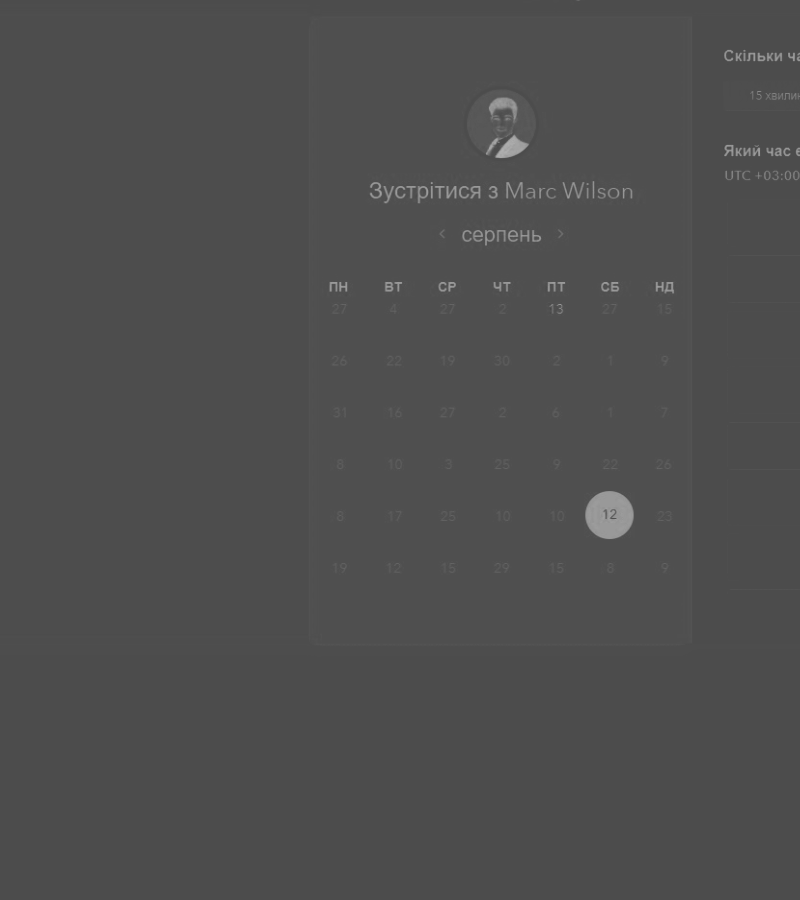 Зустрітися з Marc Wilson
серпень
ПН ВТ СР ЧТ ПТ СБ НД
27 4 27 2 13 27 15
26 22 19 30 2 1 9
31 16 27 2 6 1 7
8 10 3 25 9 22 26
8 17 25 10 10 12 23
19 12 15 29 15 8 9
Скільки
15
Який час
UTC +03:00